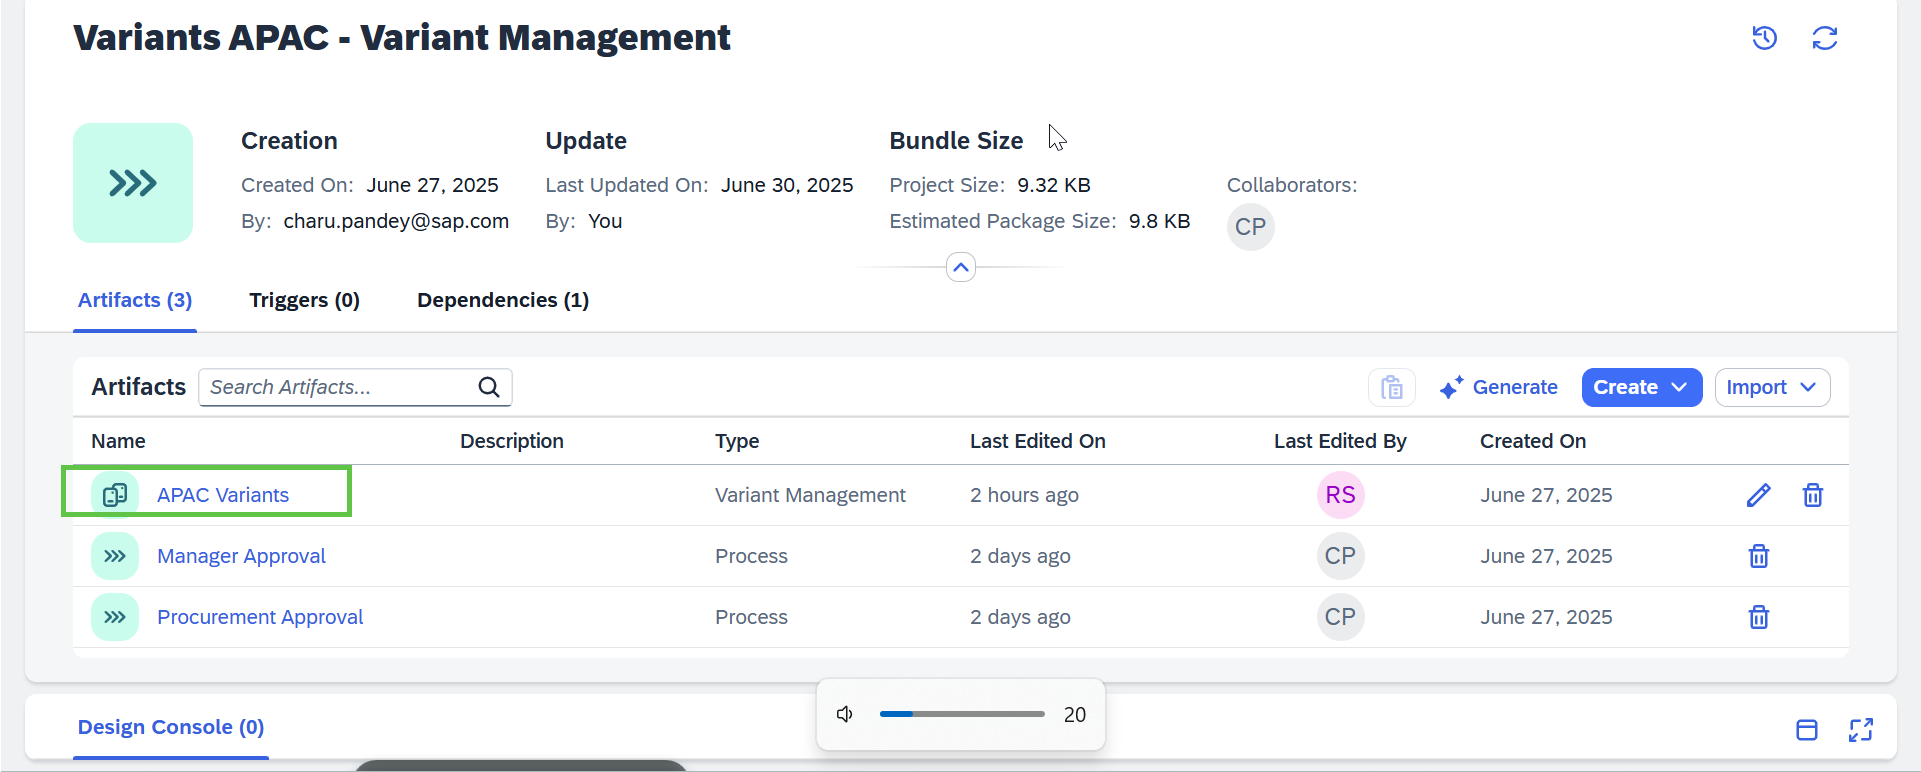 Variants APAC - Variant Management
Creation
Update
Bundle Size
Created On: June 27, 2025
Last Updated On: June 30, 2025
Project Size: 9.32 KB
Collaborators:
By: charu.pandey@sap.com
By: You
Estimated Package Size: 9.8 KB
CP
Artifacts (3)
Triggers (0)
Dependencies (1)
Artifacts
Search Artifacts...
Generate
Create
Import
Name Description Type Last Edited On Last Edited By Created On
APAC Variants Variant Management 2 hours ago RS June 27, 2025
Manager Approval Process 2 days ago CP June 27, 2025
Procurement Approval Process 2 days ago CP June 27, 2025
Design Console (0)
20